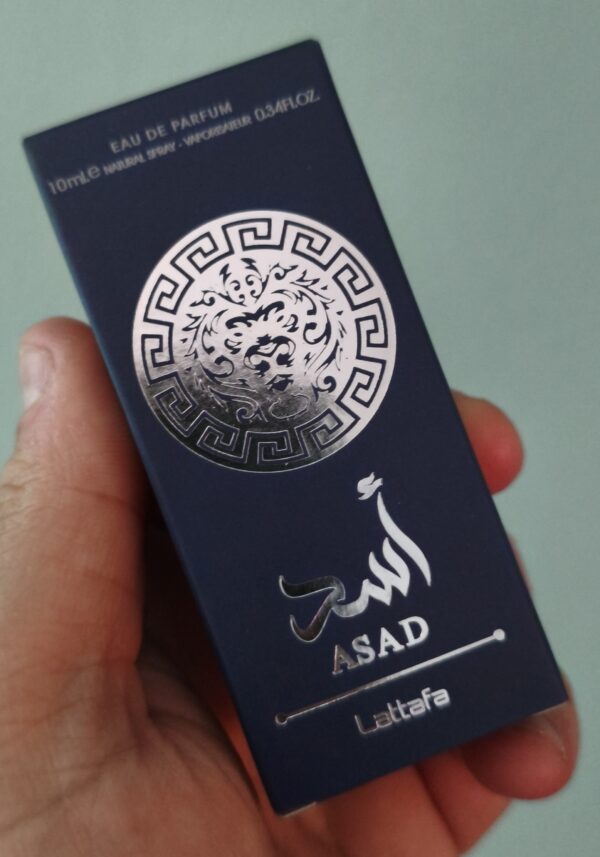 EAU DE PARFUM
10ml.e NATURAL SPRAY - VAPORISATEUR 0.34FL.OZ.
أسد
ASAD
Lattafa